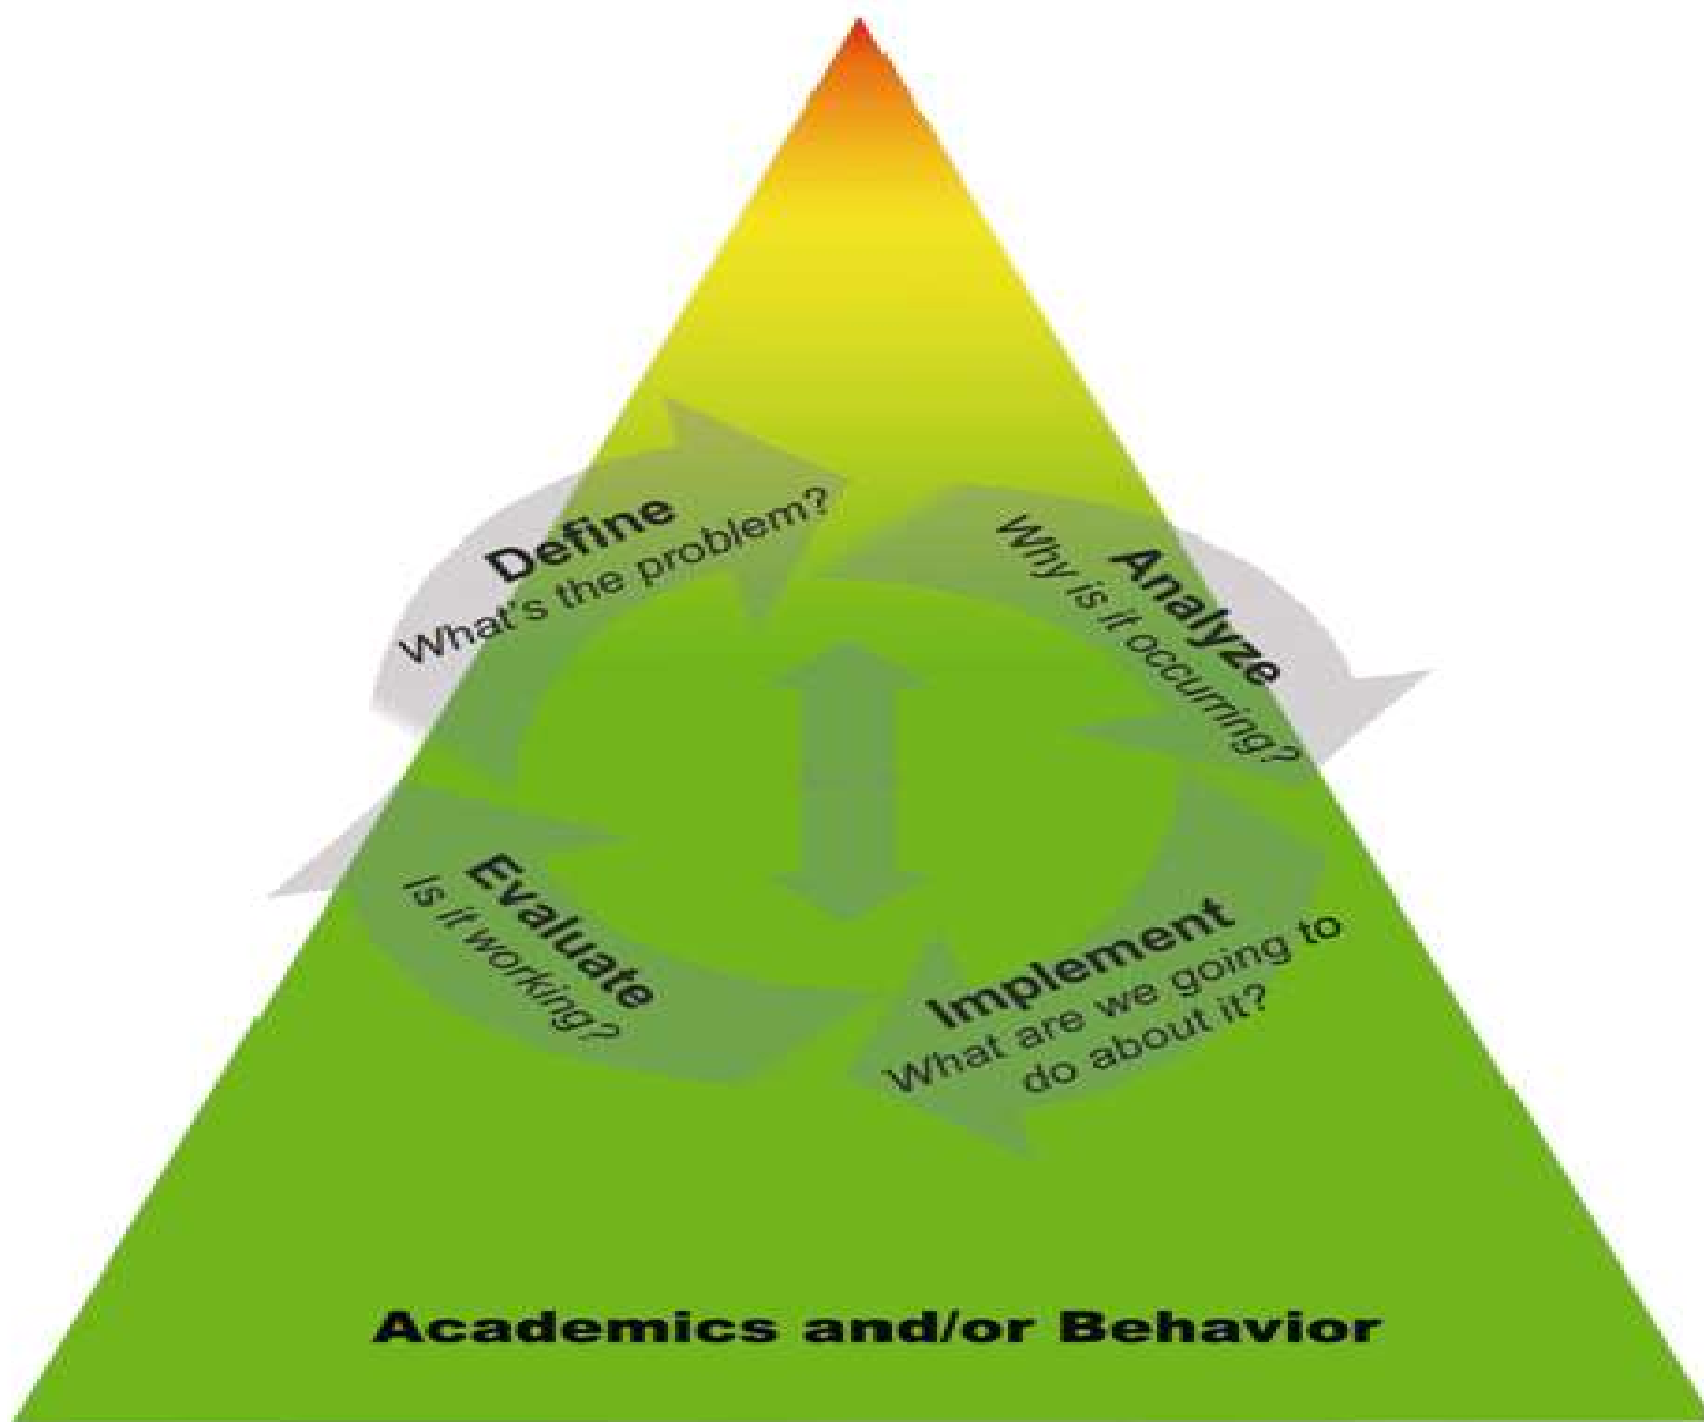 Define
What's the problem?
Analyze
Why is it occurring?
Implement
What are we going to
do about it?
Evaluate
Is it working?
Academics and/or Behavior